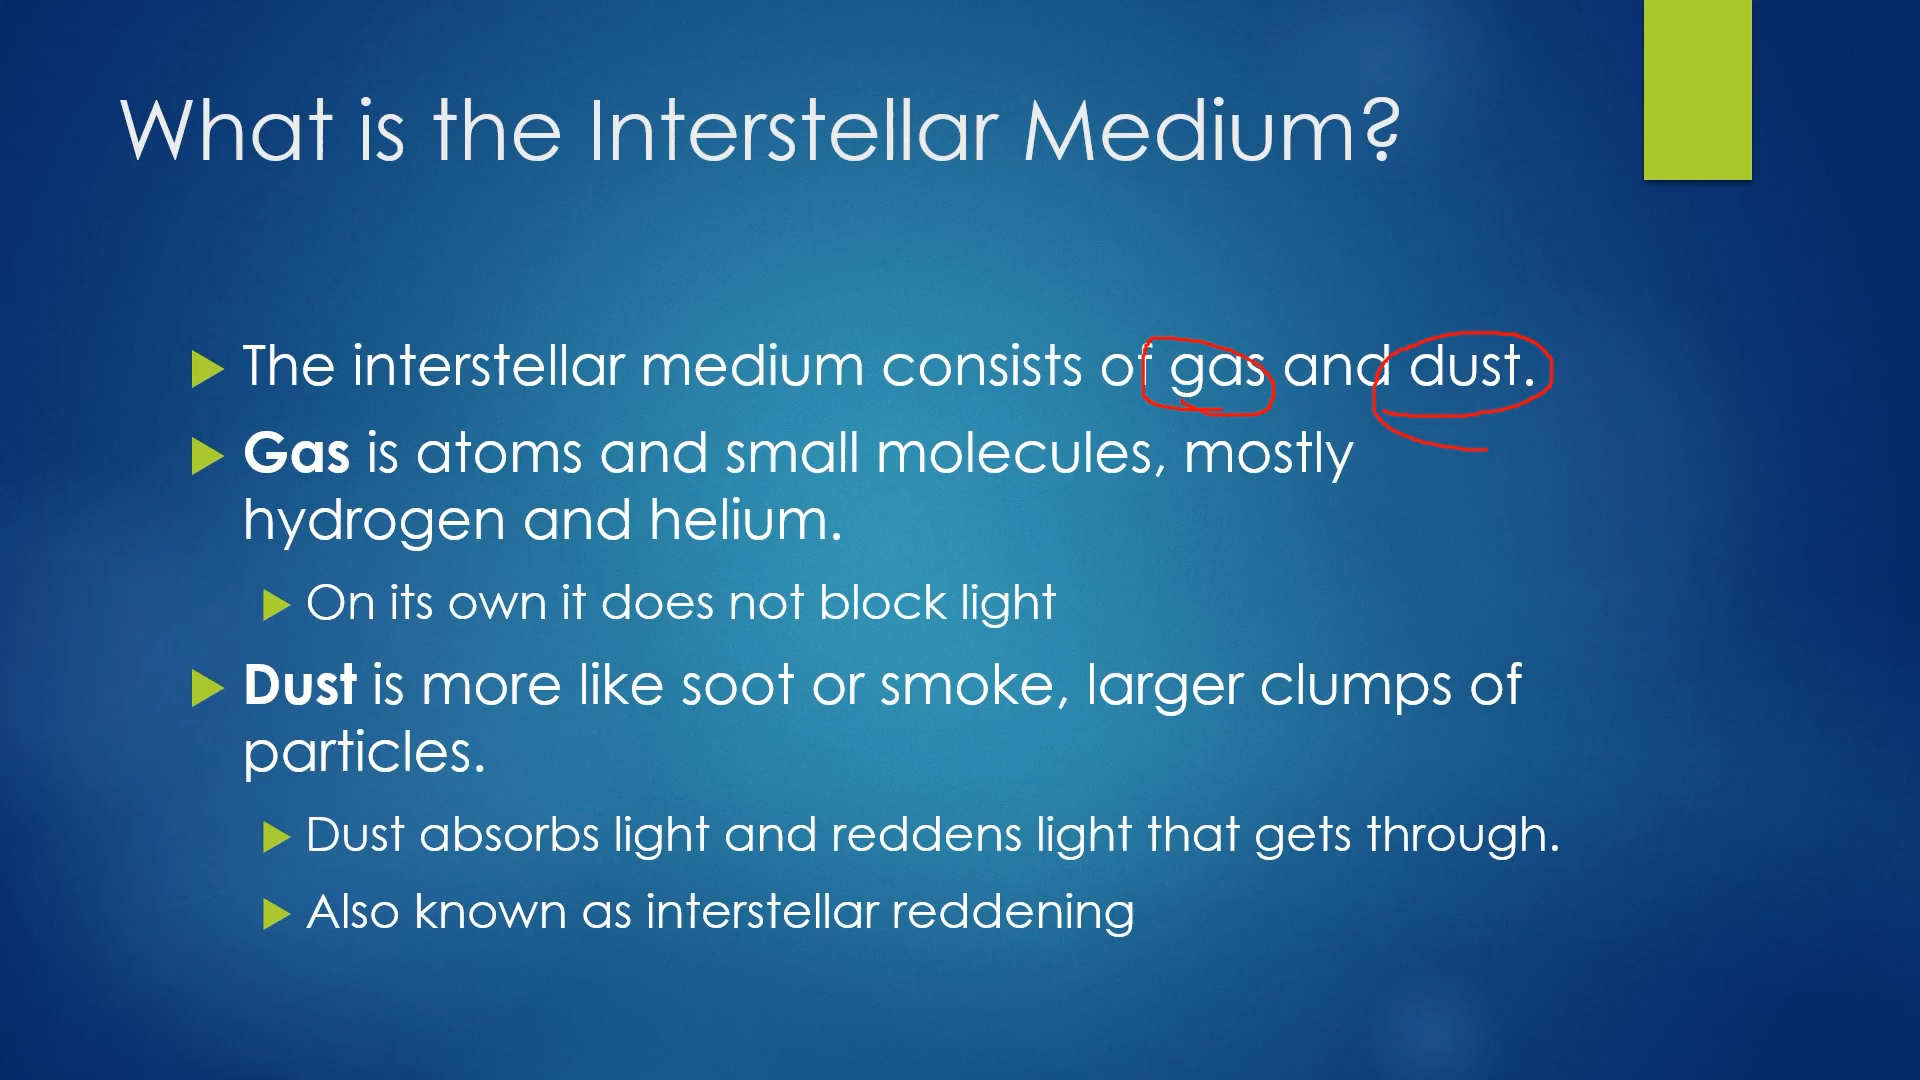 What is the Interstellar Medium?
The interstellar medium consists of gas and dust.
Gas is atoms and small molecules, mostly
hydrogen and helium.
On its own it does not block light
Dust is more like soot or smoke, larger clumps of
particles.
Dust absorbs light and reddens light that gets through.
Also known as interstellar reddening